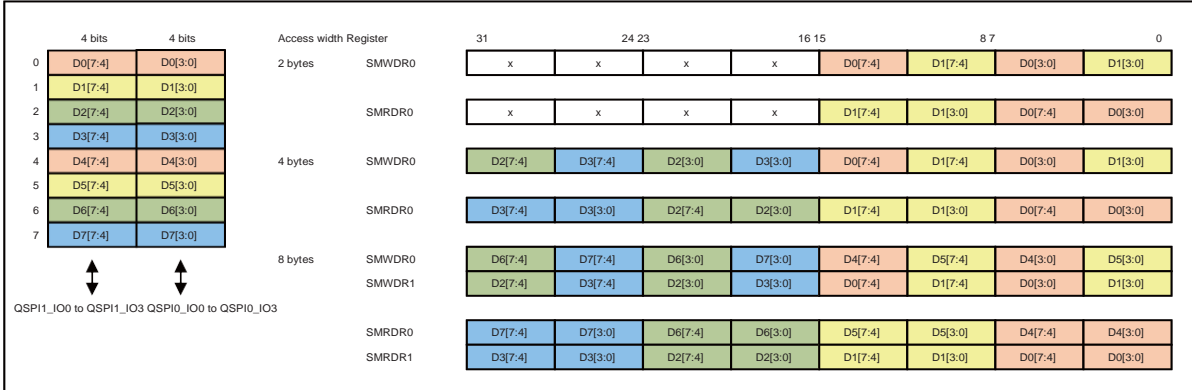 4 bits 4 bits Access width Register 31 24 23 16 15 8 7 0
0 D0[7:4] D0[3:0] 2 bytes SMWDR0 x x x x D0[7:4] D1[7:4] D0[3:0] D1[3:0]
1 D1[7:4] D1[3:0]
2 D2[7:4] D2[3:0] SMRDR0 x x x x D1[7:4] D1[3:0] D0[7:4] D0[3:0]
3 D3[7:4] D3[3:0]
4 D4[7:4] D4[3:0] 4 bytes SMWDR0 D2[7:4] D3[7:4] D2[3:0] D3[3:0] D0[7:4] D1[7:4] D0[3:0] D1[3:0]
5 D5[7:4] D5[3:0]
6 D6[7:4] D6[3:0] SMRDR0 D3[7:4] D3[3:0] D2[7:4] D2[3:0] D1[7:4] D1[3:0] D0[7:4] D0[3:0]
7 D7[7:4] D7[3:0]
8 bytes SMWDR0 D6[7:4] D7[7:4] D6[3:0] D7[3:0] D4[7:4] D5[7:4] D4[3:0] D5[3:0]
SMWDR1 D2[7:4] D3[7:4] D2[3:0] D3[3:0] D0[7:4] D1[7:4] D0[3:0] D1[3:0]
QSPI1_IO0 to QSPI1_IO3 QSPI0_IO0 to QSPI0_IO3
SMRDR0 D7[7:4] D7[3:0] D6[7:4] D6[3:0] D5[7:4] D5[3:0] D4[7:4] D4[3:0]
SMRDR1 D3[7:4] D3[3:0] D2[7:4] D2[3:0] D1[7:4] D1[3:0] D0[7:4] D0[3:0]